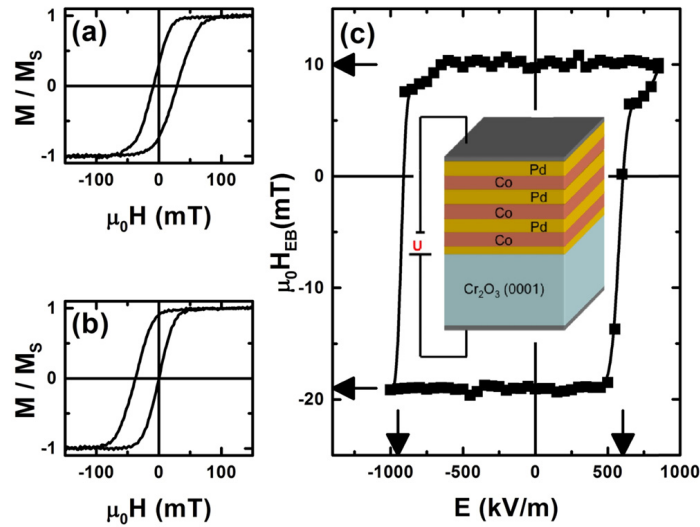 (a)
1
0
-1
M / M_S
-100 0 100
μ₀H (mT)
(b)
1
0
-1
M / M_S
-100 0 100
μ₀H (mT)
(c)
10
0
-10
-20
μ₀H_EB(mT)
Pd
Co
Pd
Co
Pd
Co
U
Cr₂O₃ (0001)
-1000 -500 0 500 1000
E (kV/m)